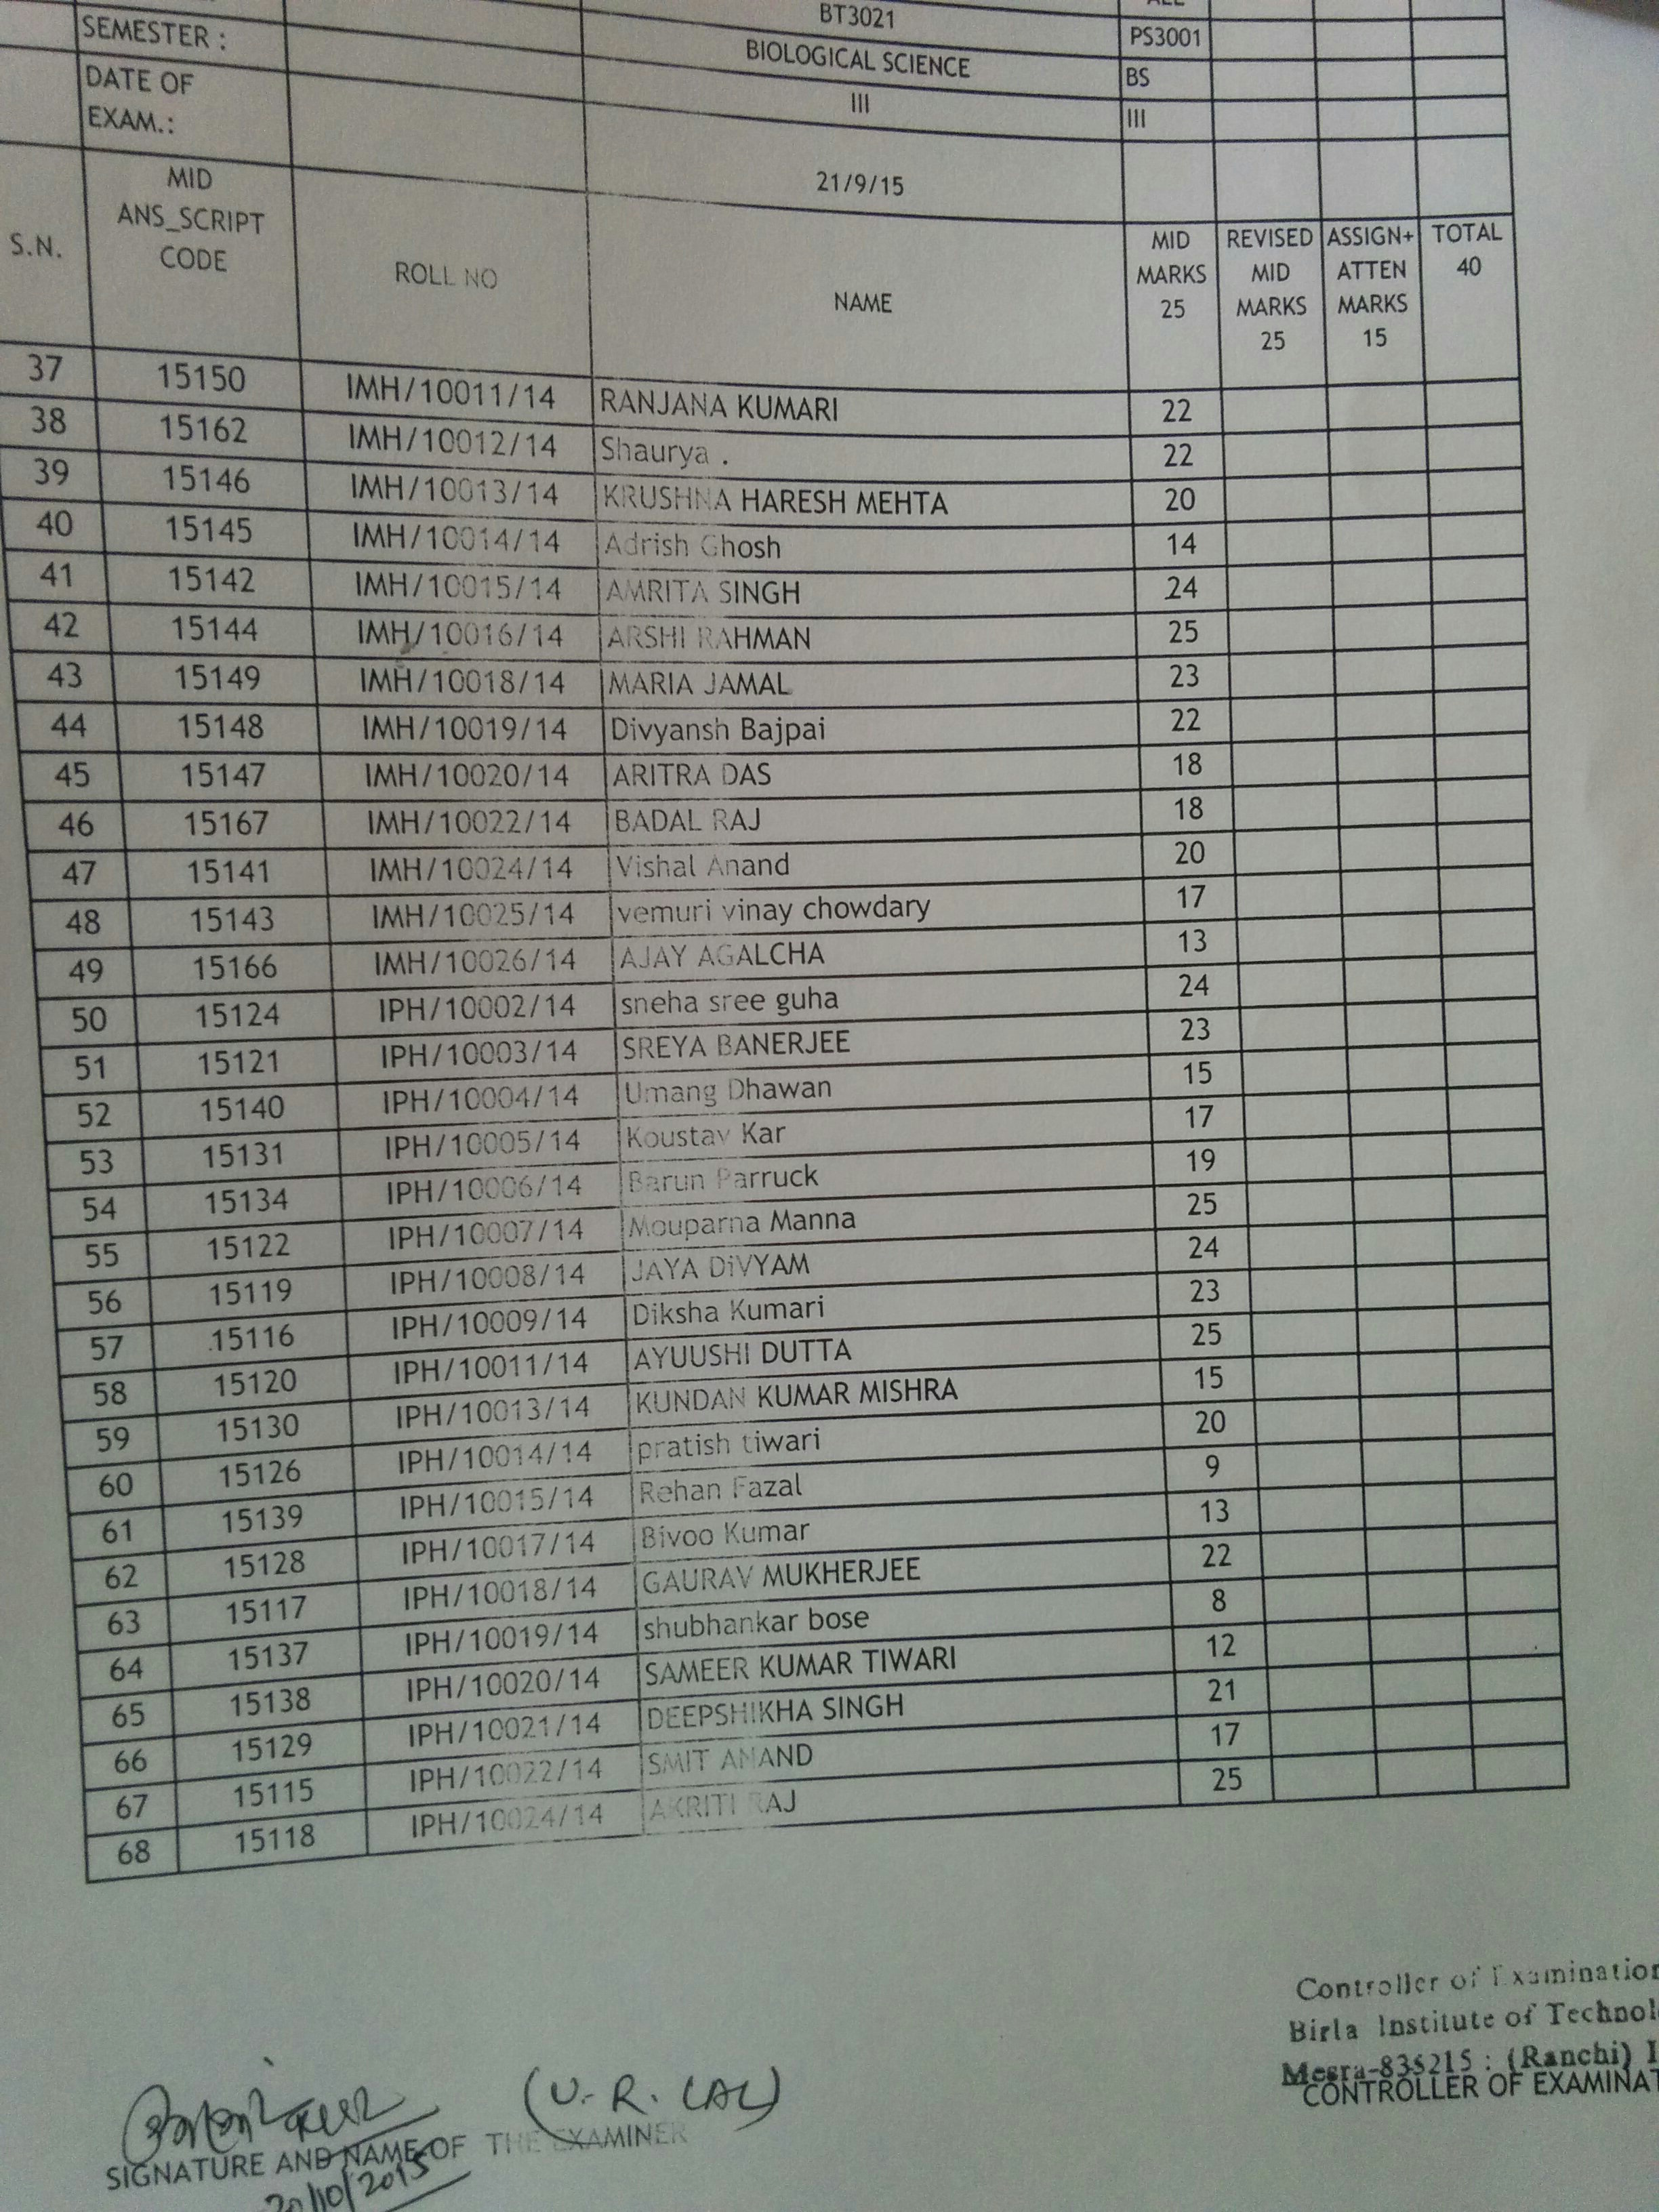 BT3021
SEMESTER : BIOLOGICAL SCIENCE PS3001
DATE OF EXAM.: III BS
III
21/9/15
S.N. MID ANS_SCRIPT CODE ROLL NO NAME MID MARKS 25 REVISED MID MARKS 25 ASSIGN+ ATTEN MARKS 15 TOTAL 40
37 15150 IMH/10011/14 RANJANA KUMARI 22
38 15162 IMH/10012/14 Shaurya . 22
39 15146 IMH/10013/14 KRUSHNA HARESH MEHTA 20
40 15145 IMH/10014/14 Adrish Ghosh 14
41 15142 IMH/10015/14 AMRITA SINGH 24
42 15144 IMH/10016/14 ARSHI RAHMAN 25
43 15149 IMH/10018/14 MARIA JAMAL 23
44 15148 IMH/10019/14 Divyansh Bajpai 22
45 15147 IMH/10020/14 ARITRA DAS 18
46 15167 IMH/10022/14 BADAL RAJ 18
47 15141 IMH/10024/14 Vishal Anand 20
48 15143 IMH/10025/14 vemuri vinay chowdary 17
49 15166 IMH/10026/14 AJAY AGALCHA 13
50 15124 IPH/10002/14 sneha sree guha 24
51 15121 IPH/10003/14 SREYA BANERJEE 23
52 15140 IPH/10004/14 Umang Dhawan 15
53 15131 IPH/10005/14 Koustav Kar 17
54 15134 IPH/10006/14 Barun Parruck 19
55 15122 IPH/10007/14 Mouparna Manna 25
56 15119 IPH/10008/14 JAYA DiVYAM 24
57 15116 IPH/10009/14 Diksha Kumari 23
58 15120 IPH/10011/14 AYUUSHI DUTTA 25
59 15130 IPH/10013/14 KUNDAN KUMAR MISHRA 15
60 15126 IPH/10014/14 pratish tiwari 20
61 15139 IPH/10015/14 Rehan Fazal 9
62 15128 IPH/10017/14 Bivoo Kumar 13
63 15117 IPH/10018/14 GAURAV MUKHERJEE 22
64 15137 IPH/10019/14 shubhankar bose 8
65 15138 IPH/10020/14 SAMEER KUMAR TIWARI 12
66 15129 IPH/10021/14 DEEPSHIKHA SINGH 21
67 15115 IPH/10022/14 SMIT ANAND 17
68 15118 IPH/10024/14 AKRITI RAJ 25
Controller of Examination
Birla Institute of Technol
Mesra-835215 : (Ranchi) I
CONTROLLER OF EXAMINAT
(U. R. LAL)
SIGNATURE AND NAME OF THE EXAMINER
20/10/2015